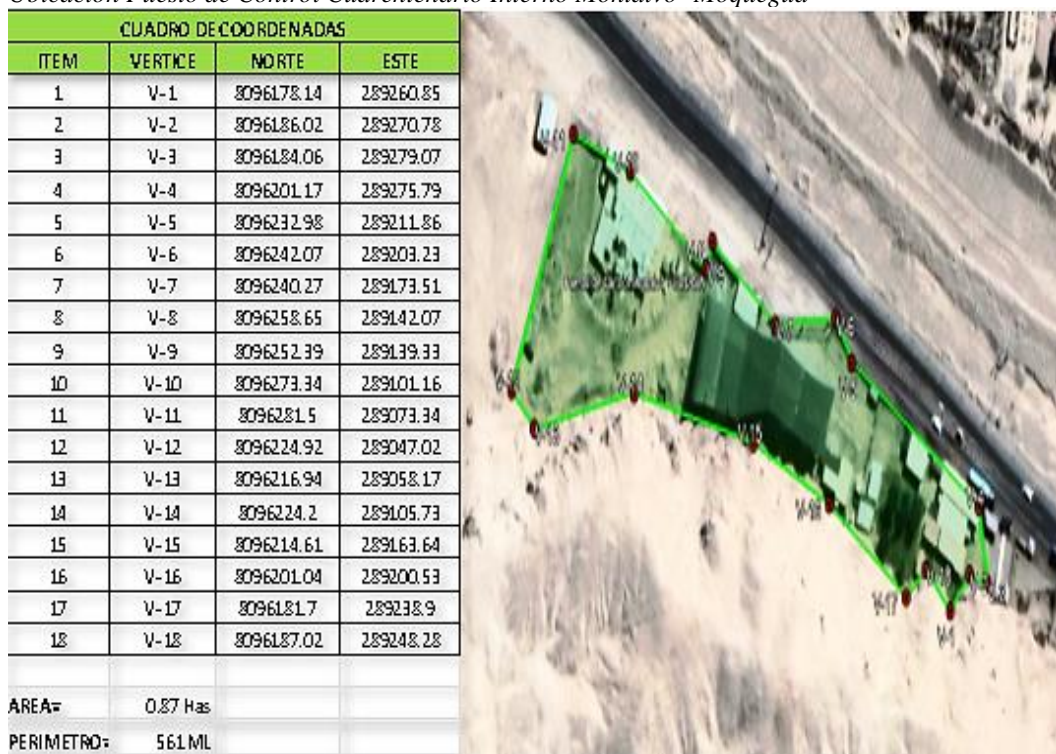 Ubicación Puesto de Control Cuarentenario Interno Montalvo- Moquegua
CUADRO DE COORDENADAS
ITEM VERTICE NORTE ESTE
1 V-1 8096178.14 289260.85
2 V-2 8096186.02 289270.78
3 V-3 8096184.06 289279.07
4 V-4 8096201.17 289275.79
5 V-5 8096232.98 289211.86
6 V-6 8096242.07 289203.23
7 V-7 8096240.27 289173.51
8 V-8 8096258.65 289142.07
9 V-9 8096252.39 289139.33
10 V-10 8096273.34 289101.16
11 V-11 8096281.5 289073.34
12 V-12 8096224.92 289047.02
13 V-13 8096216.94 289058.17
14 V-14 8096224.2 289105.73
15 V-15 8096214.61 289163.64
16 V-16 8096201.04 289200.53
17 V-17 8096181.7 289238.9
18 V-18 8096187.02 289248.28
AREA= 0.87 Has
PERIMETRO= 561 ML
V-15
V-16
V-17
V-1